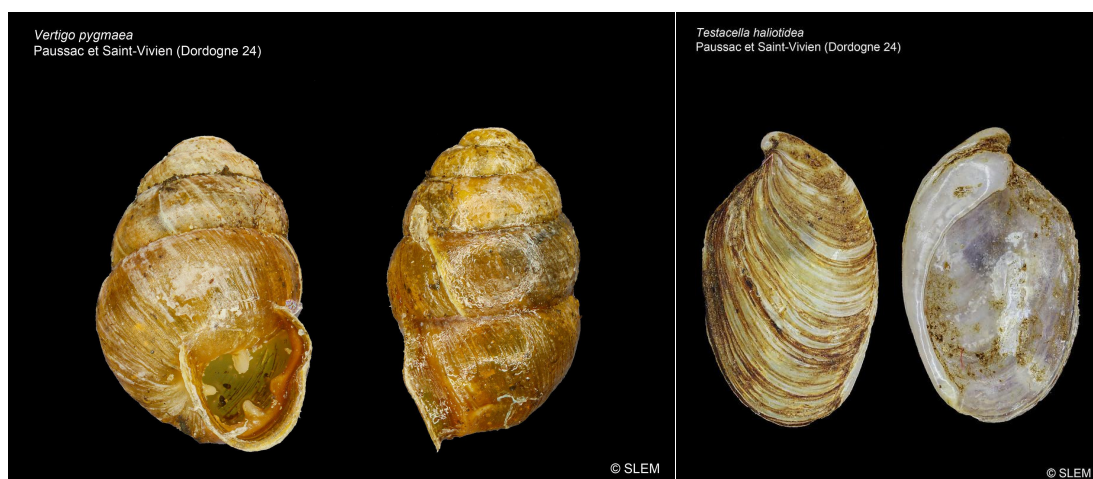 Vertigo pygmaea
Paussac et Saint-Vivien (Dordogne 24)
© SLEM
Testacella haliotidea
Paussac et Saint-Vivien (Dordogne 24)
© SLEM